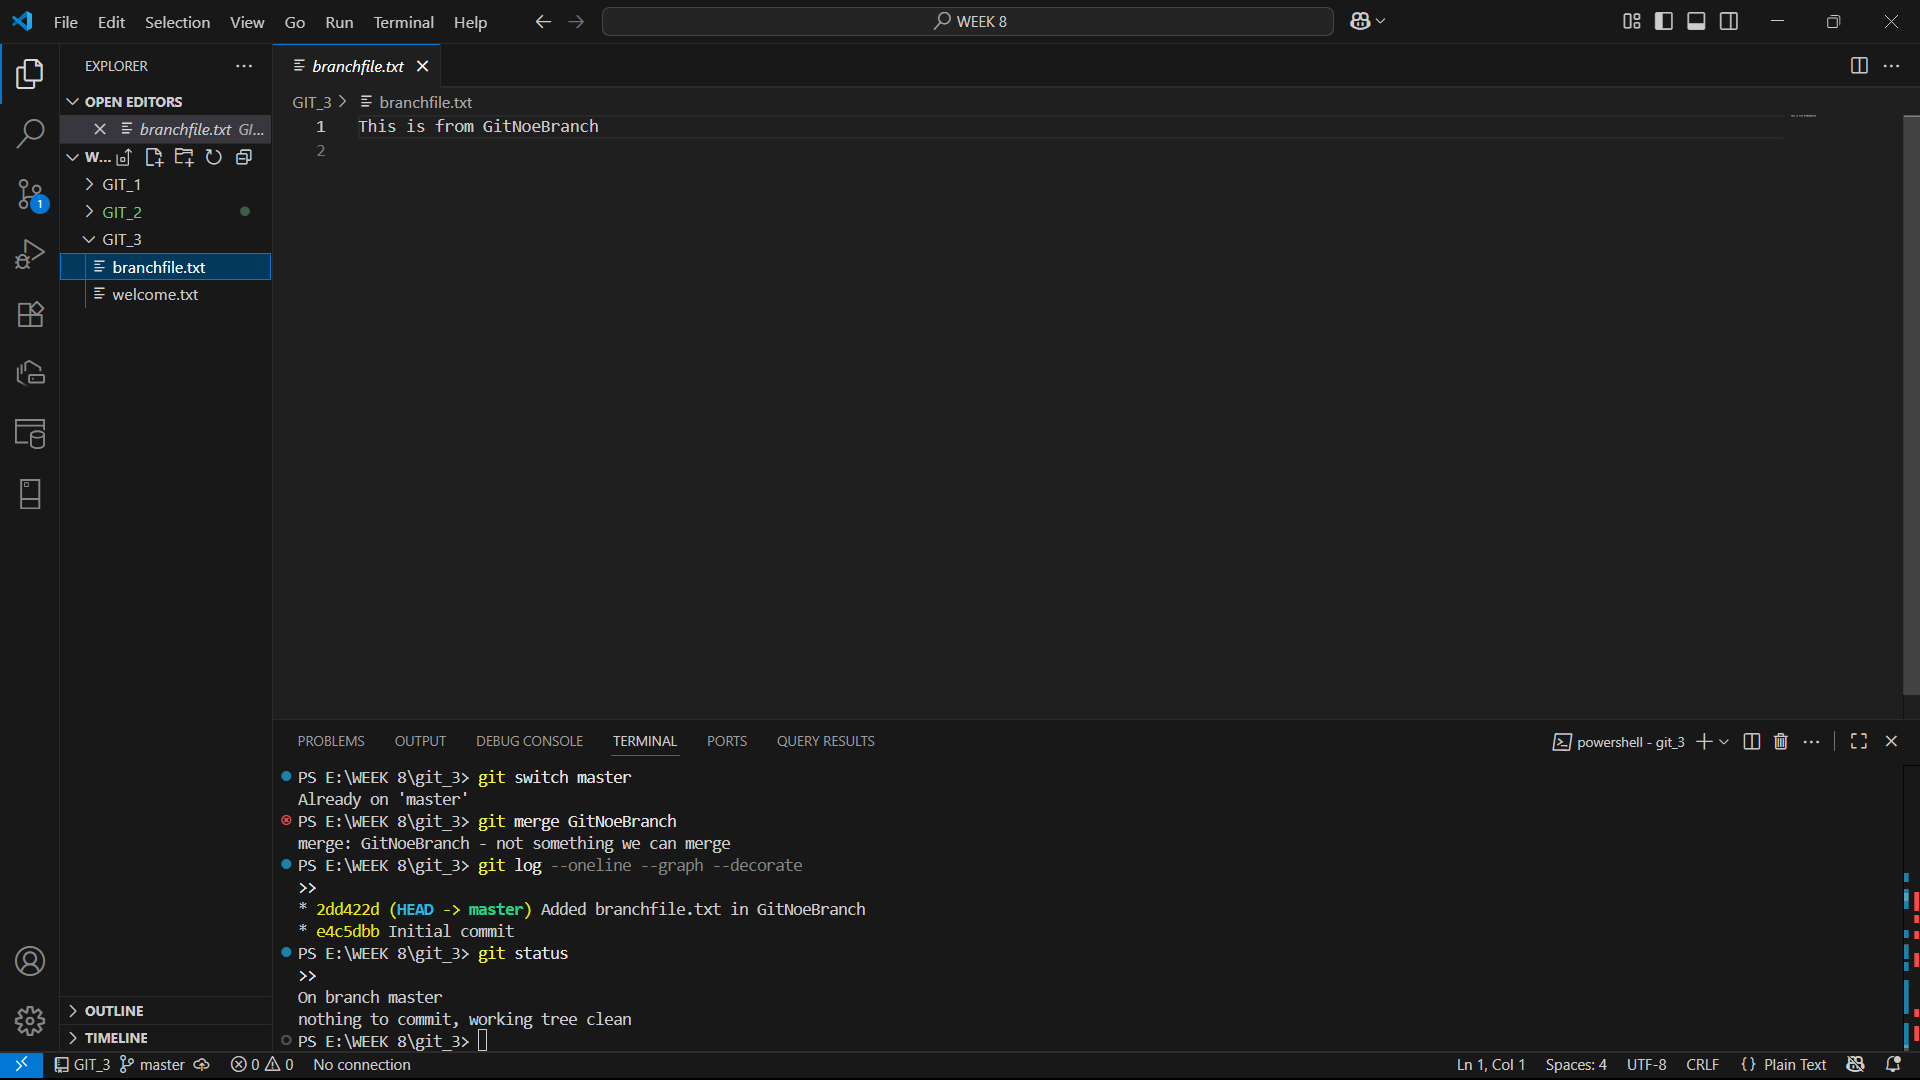 File Edit Selection View Go Run Terminal Help
WEEK 8
EXPLORER
OPEN EDITORS
branchfile.txt GI...
W...
GIT_1
GIT_2
GIT_3
branchfile.txt
welcome.txt
OUTLINE
TIMELINE
branchfile.txt
GIT_3 > branchfile.txt
1 This is from GitNoeBranch
2
PROBLEMS OUTPUT DEBUG CONSOLE TERMINAL PORTS QUERY RESULTS
powershell - git_3
PS E:\WEEK 8\git_3> git switch master
Already on 'master'
PS E:\WEEK 8\git_3> git merge GitNoeBranch
merge: GitNoeBranch - not something we can merge
PS E:\WEEK 8\git_3> git log --oneline --graph --decorate
>>
* 2dd422d (HEAD -> master) Added branchfile.txt in GitNoeBranch
* e4c5dbb Initial commit
PS E:\WEEK 8\git_3> git status
>>
On branch master
nothing to commit, working tree clean
PS E:\WEEK 8\git_3>
1
GIT_3 master 0 0 No connection
Ln 1, Col 1 Spaces: 4 UTF-8 CRLF {} Plain Text